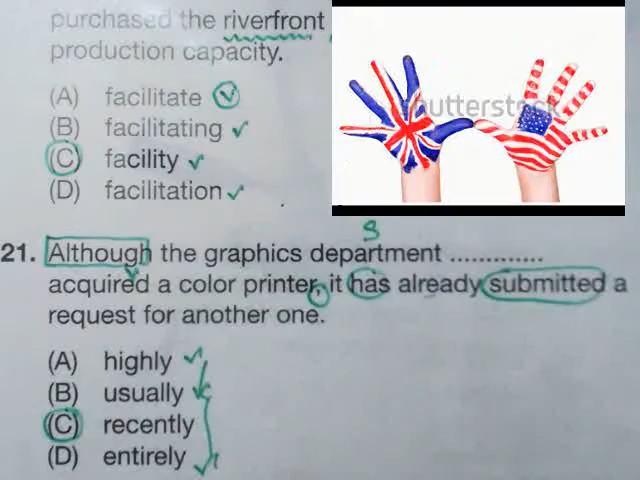 purchased the riverfront
production capacity.
(A) facilitate
(B) facilitating
(C) facility
(D) facilitation
shutterstock
S
21. Although the graphics department .............
acquired a color printer, it has already submitted a
request for another one.
(A) highly
(B) usually
(C) recently
(D) entirely